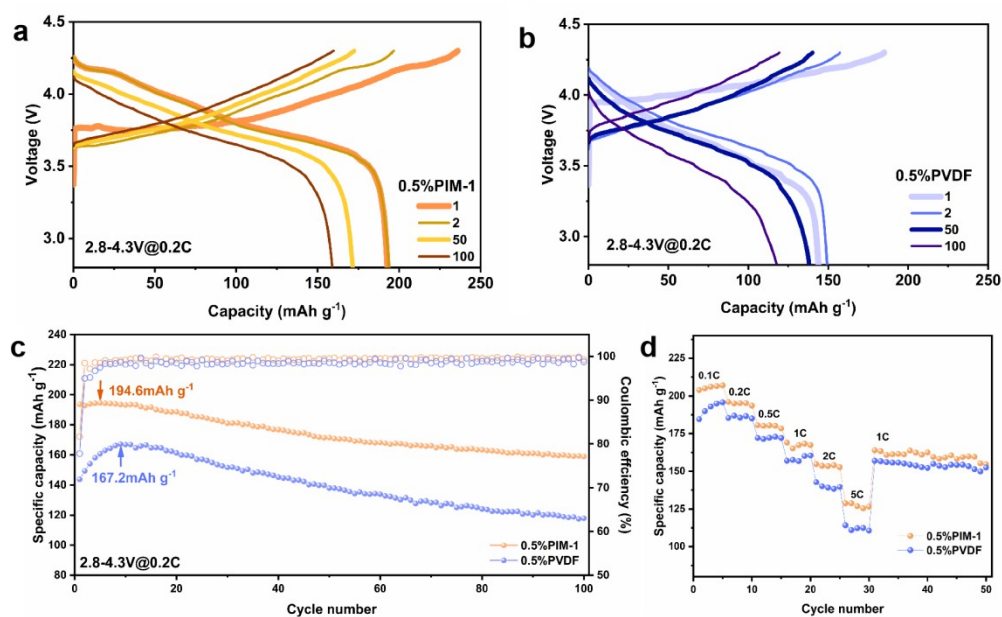 a
4.5
4.0
3.5
3.0
Voltage (V)
0.5%PIM-1
1
2
50
100
2.8-4.3V@0.2C
0 50 100 150 200 250
Capacity (mAh g⁻¹)
b
4.5
4.0
3.5
3.0
Voltage (V)
0.5%PVDF
1
2
50
100
2.8-4.3V@0.2C
0 50 100 150 200 250
Capacity (mAh g⁻¹)
c
240
220
200
180
160
140
120
100
80
Specific capacity (mAh g⁻¹)
194.6mAh g⁻¹
167.2mAh g⁻¹
2.8-4.3V@0.2C
0.5%PIM-1
0.5%PVDF
100
90
80
70
60
50
Coulombic effciency (%)
0 20 40 60 80 100
Cycle number
d
225
200
175
150
125
100
Specific capacity (mAh g⁻¹)
0.1C
0.2C
0.5C
1C
2C
5C
1C
0.5%PIM-1
0.5%PVDF
0 10 20 30 40 50
Cycle number